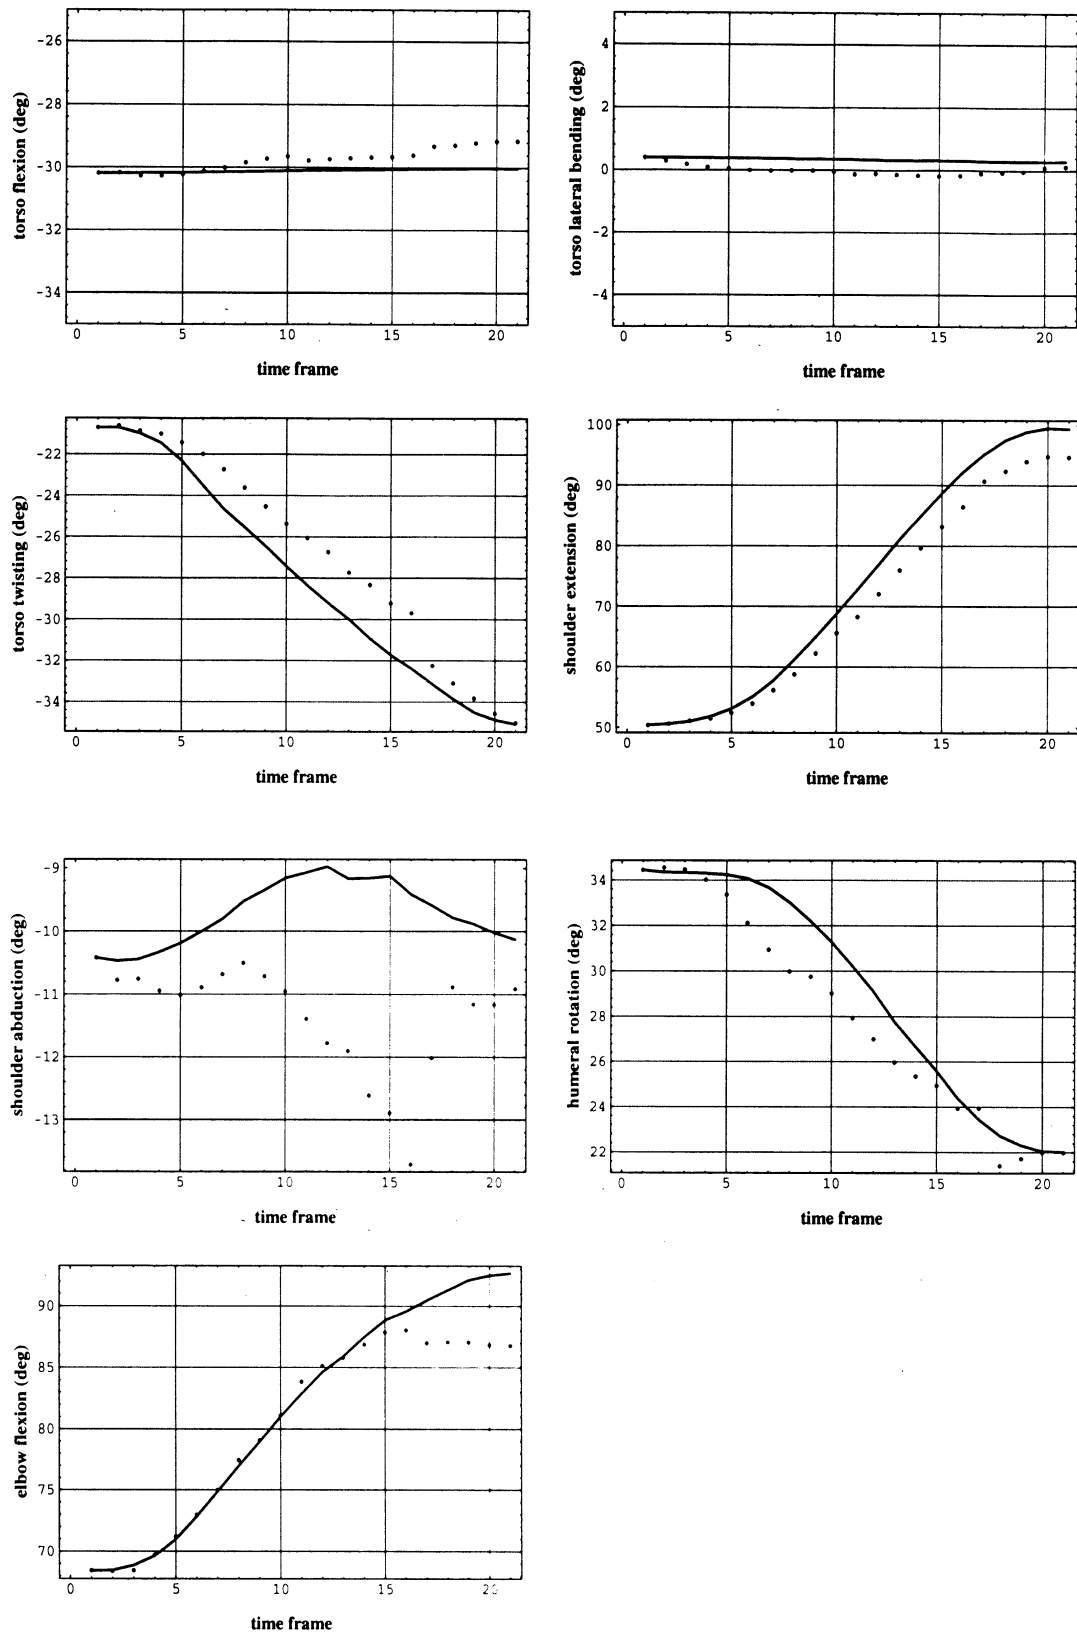 torso flexion (deg)
-26
-28
-30
-32
-34
0 5 10 15 20
time frame
torso lateral bending (deg)
4
2
0
-2
-4
0 5 10 15 20
time frame
torso twisting (deg)
-22
-24
-26
-28
-30
-32
-34
0 5 10 15 20
time frame
shoulder extension (deg)
100
90
80
70
60
50
0 5 10 15 20
time frame
shoulder abduction (deg)
-9
-10
-11
-12
-13
0 5 10 15 20
time frame
humeral rotation (deg)
34
32
30
28
26
24
22
0 5 10 15 20
time frame
elbow flexion (deg)
90
85
80
75
70
0 5 10 15 20
time frame